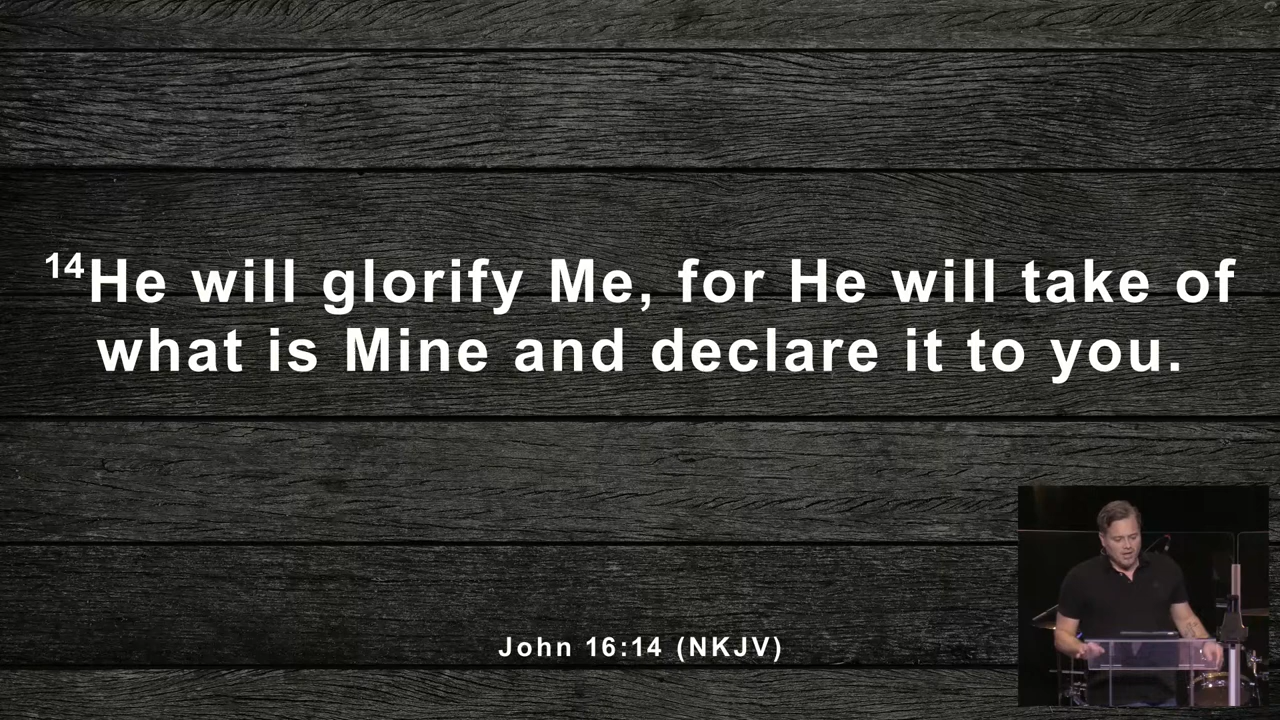 ¹⁴He will glorify Me, for He will take of
what is Mine and declare it to you.
John 16:14 (NKJV)